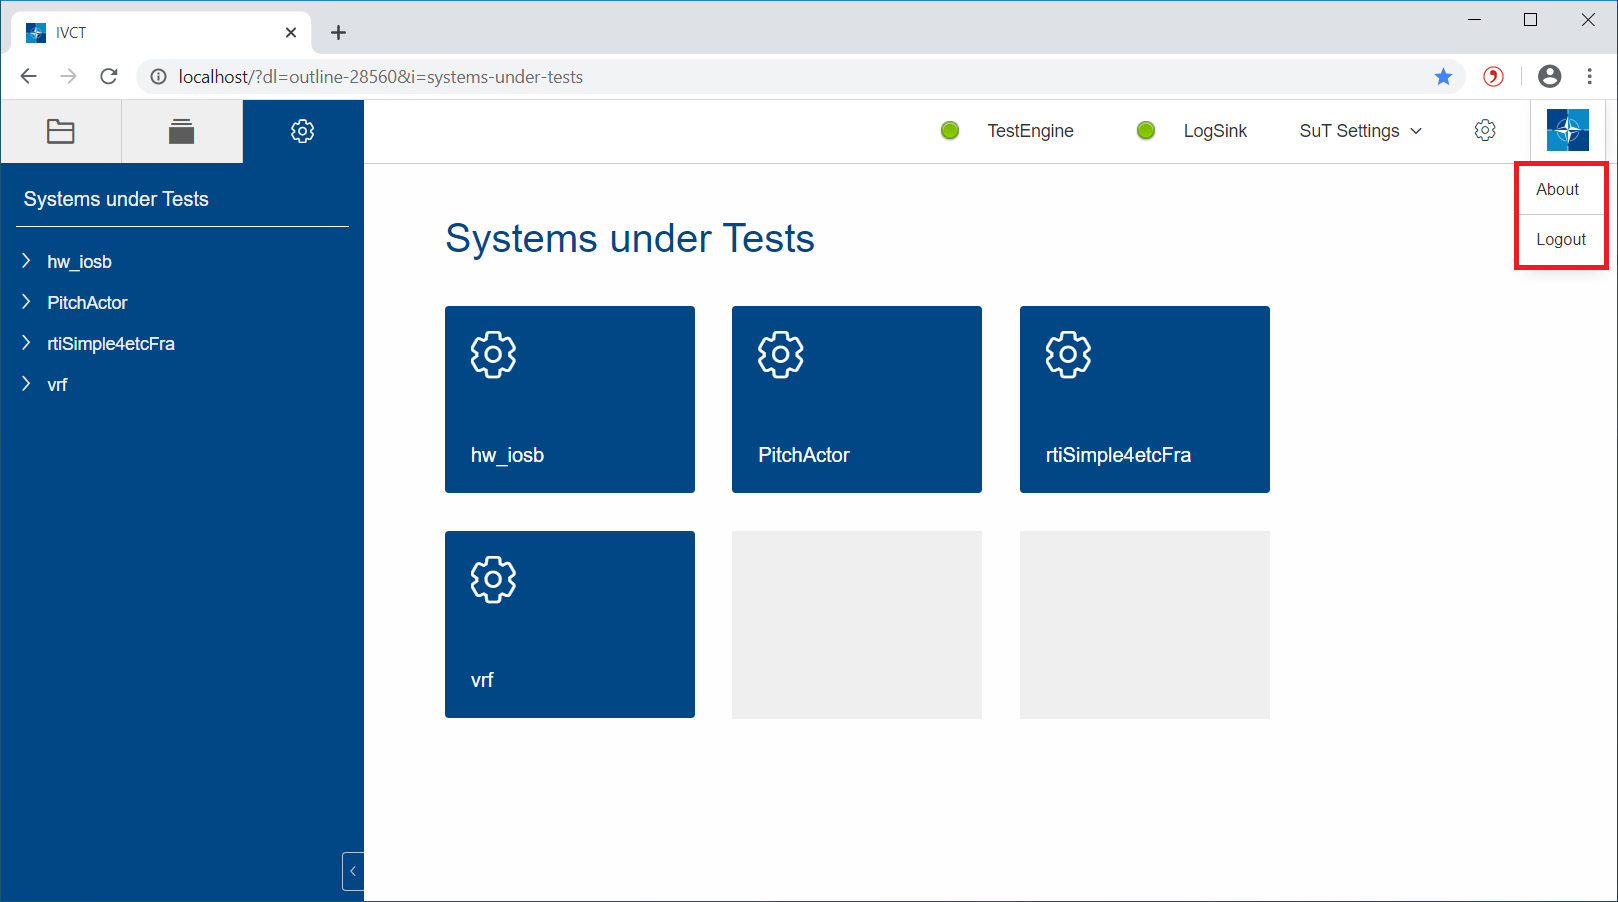 IVCT
localhost/?dl=outline-28560&i=systems-under-tests
TestEngine
LogSink
SuT Settings
About
Logout
Systems under Tests
hw_iosb
PitchActor
rtiSimple4etcFra
vrf
Systems under Tests
hw_iosb
PitchActor
rtiSimple4etcFra
vrf